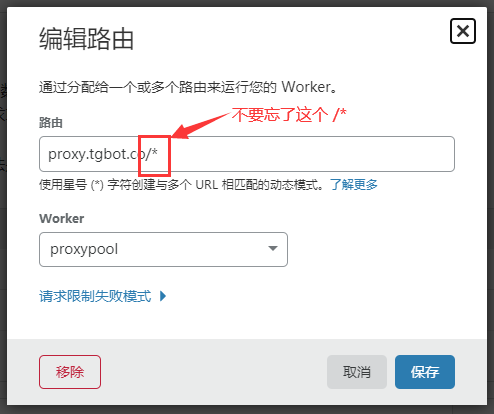 编辑路由
通过分配给一个或多个路由来运行您的 Worker。
不要忘了这个 /*
路由
proxy.tgbot.co/*
使用星号 (*) 字符创建与多个 URL 相匹配的动态模式。了解更多
Worker
proxypool
请求限制失败模式
移除
取消
保存